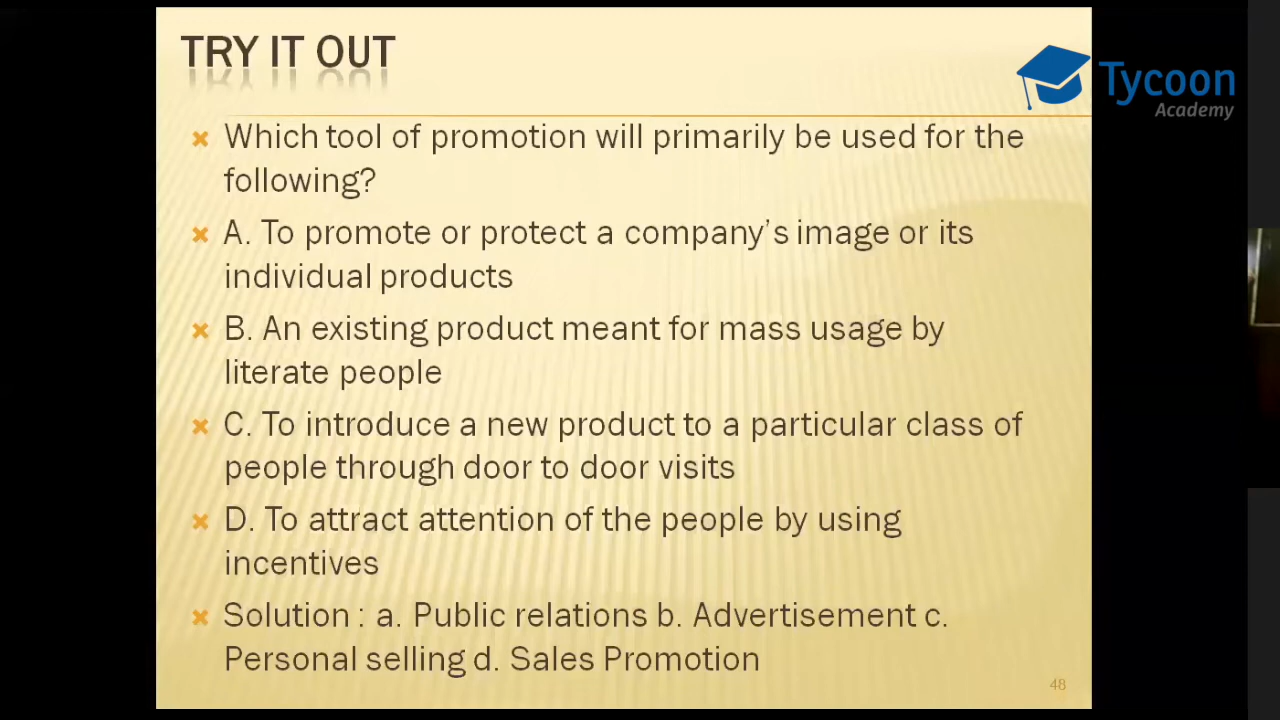 TRY IT OUT
Tycoon
Academy
Which tool of promotion will primarily be used for the
following?
A. To promote or protect a company's image or its
individual products
B. An existing product meant for mass usage by
literate people
C. To introduce a new product to a particular class of
people through door to door visits
D. To attract attention of the people by using
incentives
Solution : a. Public relations b. Advertisement c.
Personal selling d. Sales Promotion
48